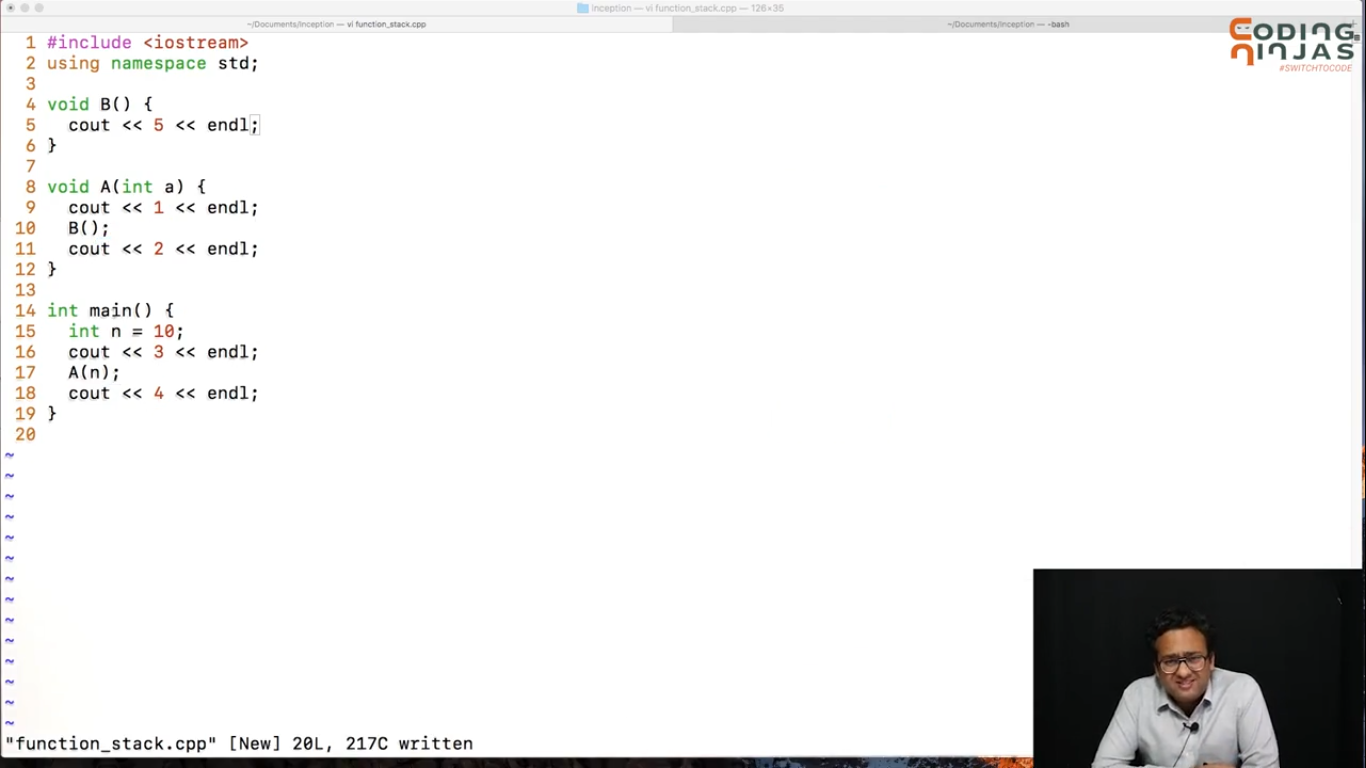 Inception — vi function_stack.cpp — 126×35
~/Documents/Inception — vi function_stack.cpp
~/Documents/Inception — -bash
CODING
NINJAS
#SWITCHTOCODE
1 #include <iostream>
2 using namespace std;
3
4 void B() {
5   cout << 5 << endl;
6 }
7
8 void A(int a) {
9   cout << 1 << endl;
10   B();
11   cout << 2 << endl;
12 }
13
14 int main() {
15   int n = 10;
16   cout << 3 << endl;
17   A(n);
18   cout << 4 << endl;
19 }
20
~
~
~
~
~
~
~
~
~
~
~
~
~
~
"function_stack.cpp" [New] 20L, 217C written